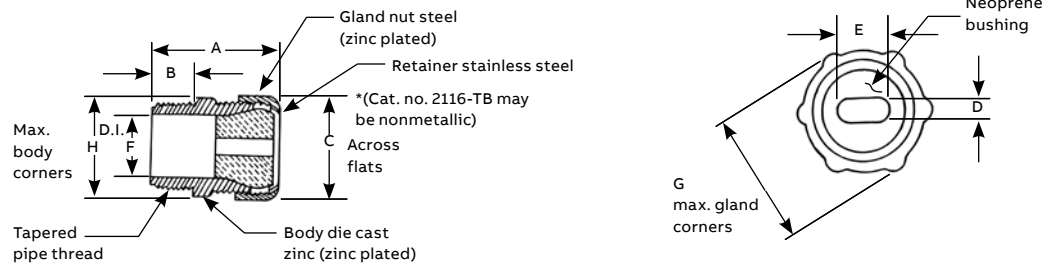 Gland nut steel
(zinc plated)
A
B
Retainer stainless steel
*(Cat. no. 2116-TB may
be nonmetallic)
Max.
body
corners
H
D.I.
F
C
Across
flats
Tapered
pipe thread
Body die cast
zinc (zinc plated)
Neoprene
bushing
E
D
G
max. gland
corners